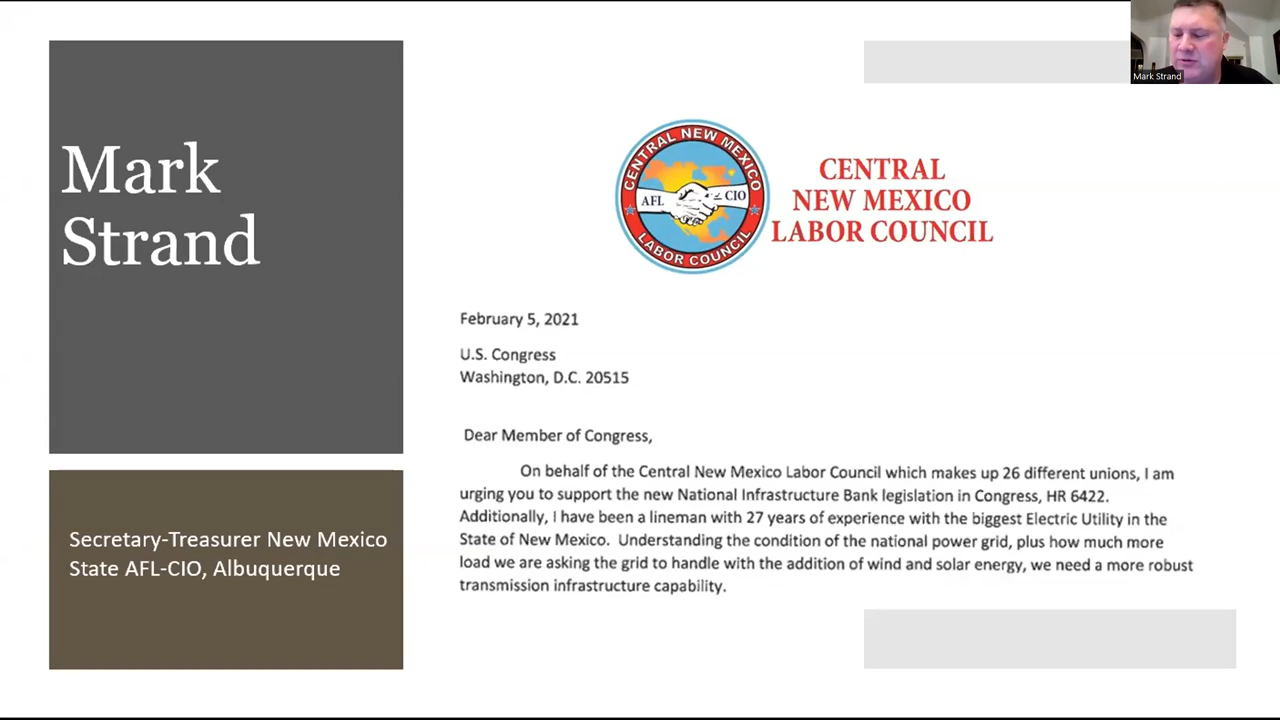 Mark
Strand
Secretary-Treasurer New Mexico
State AFL-CIO, Albuquerque
CENTRAL NEW MEXICO
AFL CIO
LABOR COUNCIL
CENTRAL
NEW MEXICO
LABOR COUNCIL
February 5, 2021
U.S. Congress
Washington, D.C. 20515
Dear Member of Congress,
On behalf of the Central New Mexico Labor Council which makes up 26 different unions, I am
urging you to support the new National Infrastructure Bank legislation in Congress, HR 6422.
Additionally, I have been a lineman with 27 years of experience with the biggest Electric Utility in the
State of New Mexico.  Understanding the condition of the national power grid, plus how much more
load we are asking the grid to handle with the addition of wind and solar energy, we need a more robust
transmission infrastructure capability.
Mark Strand